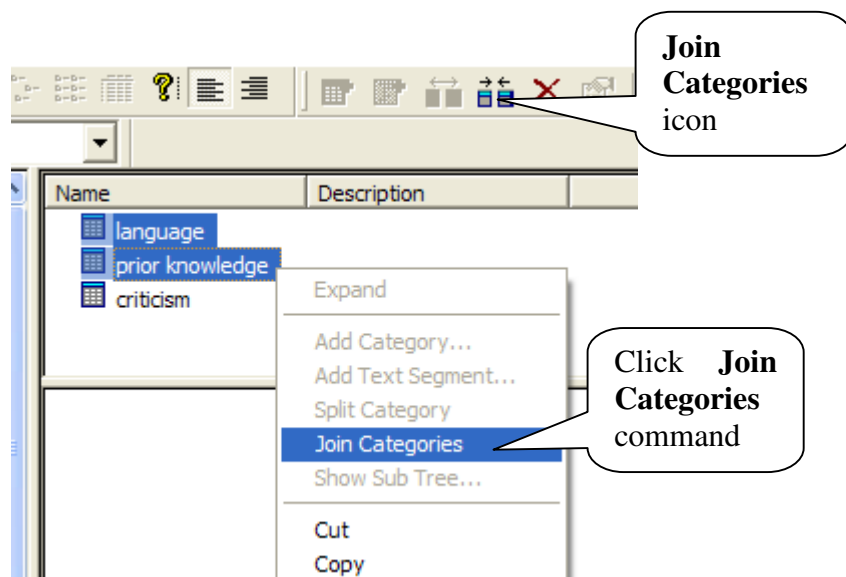 Join
Categories
icon
Name Description
language
prior knowledge
criticism
Expand
Add Category...
Add Text Segment...
Split Category
Join Categories
Show Sub Tree...
Cut
Copy
Click Join
Categories
command